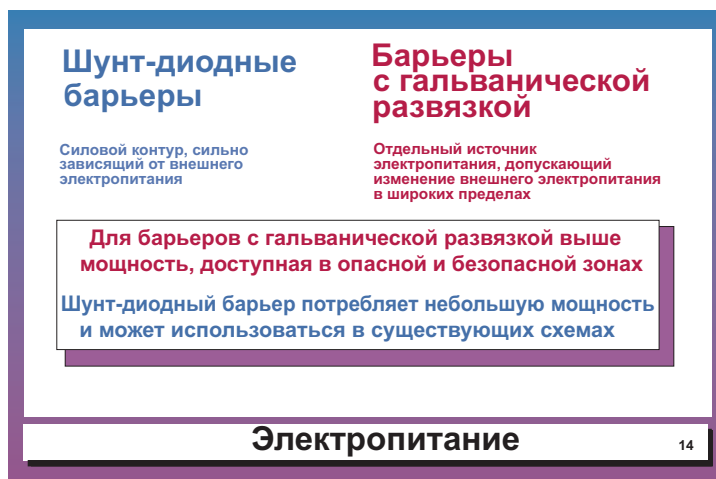 Шунт-диодные
барьеры
Барьеры
с гальванической
развязкой
Силовой контур, сильно
зависящий от внешнего
электропитания
Отдельный источник
электропитания, допускающий
изменение внешнего электропитания
в широких пределах
Для барьеров с гальванической развязкой выше
мощность, доступная в опасной и безопасной зонах
Шунт-диодный барьер потребляет небольшую мощность
и может использоваться в существующих схемах
Электропитание
14